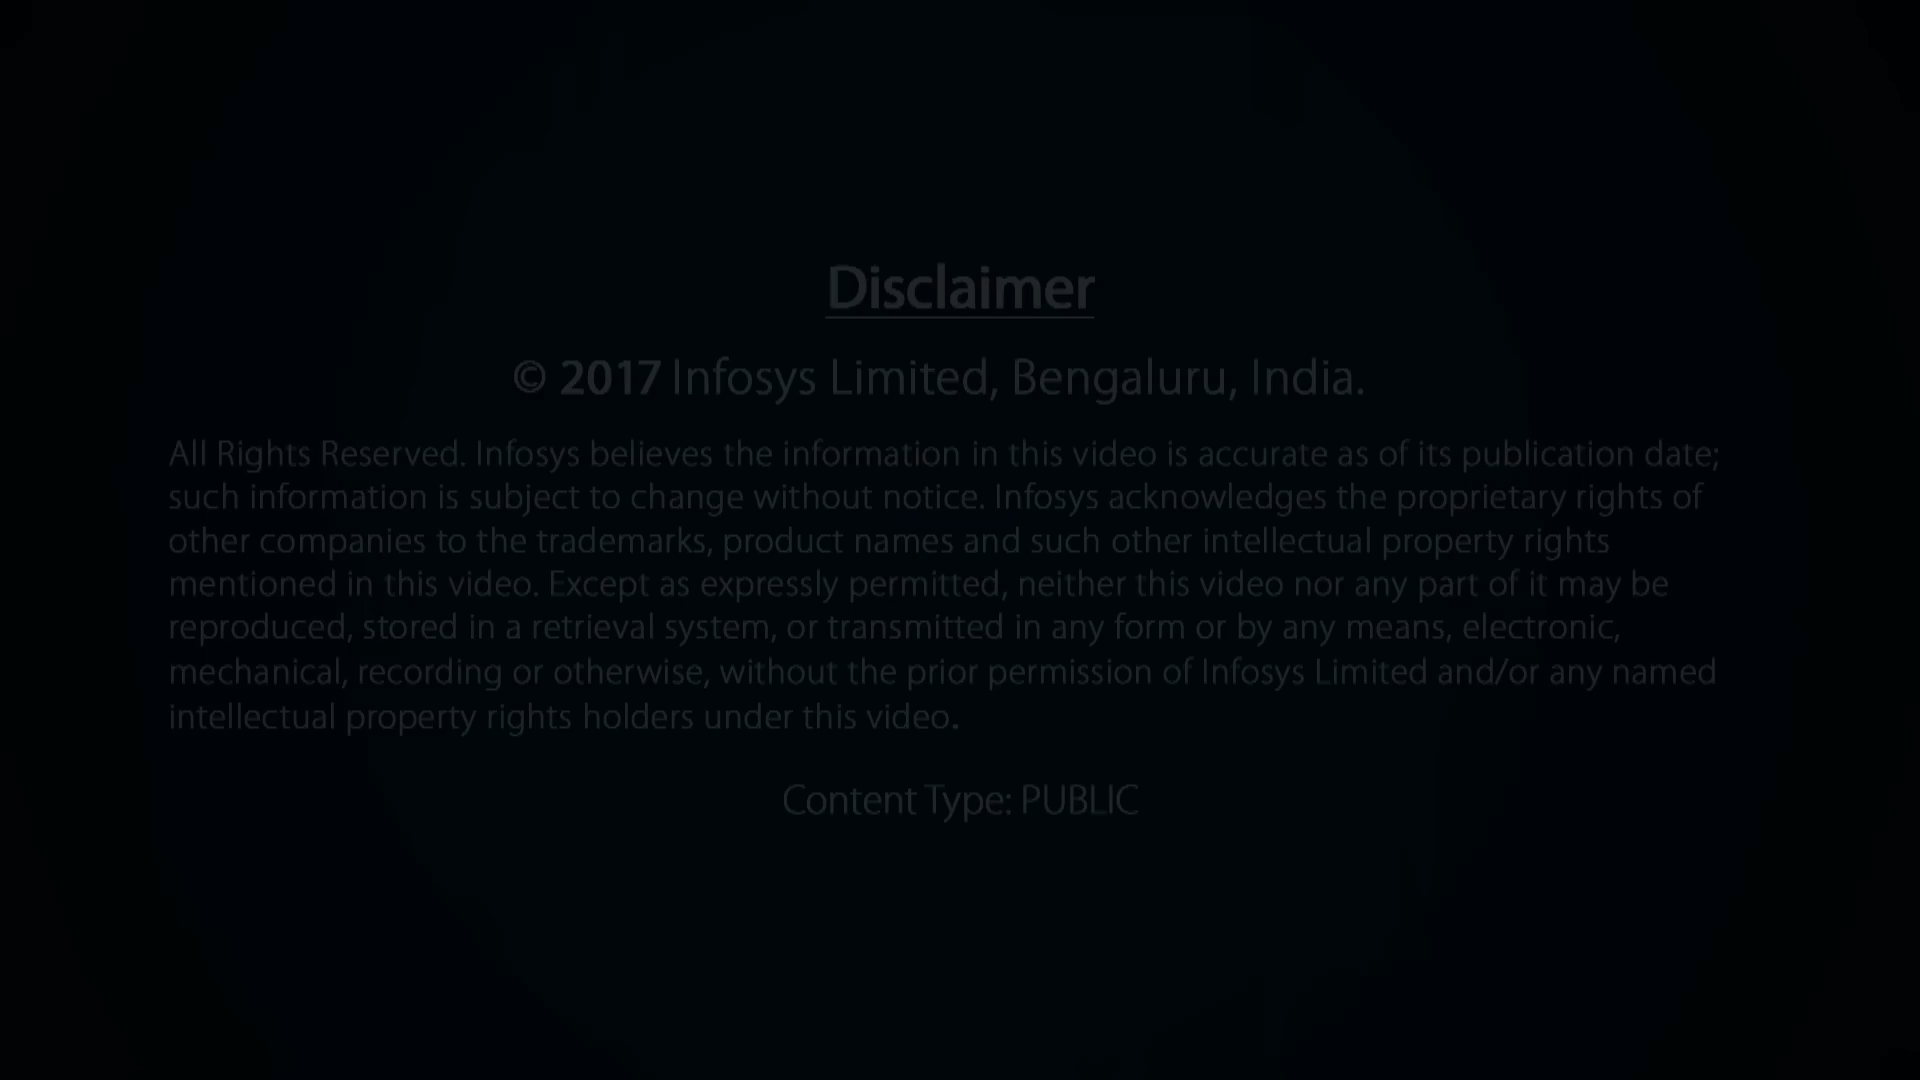 Disclaimer
© 2017 Infosys Limited, Bengaluru, India.
All Rights Reserved. Infosys believes the information in this video is accurate as of its publication date;
such information is subject to change without notice. Infosys acknowledges the proprietary rights of
other companies to the trademarks, product names and such other intellectual property rights
mentioned in this video. Except as expressly permitted, neither this video nor any part of it may be
reproduced, stored in a retrieval system, or transmitted in any form or by any means, electronic,
mechanical, recording or otherwise, without the prior permission of Infosys Limited and/or any named
intellectual property rights holders under this video.
Content Type: PUBLIC